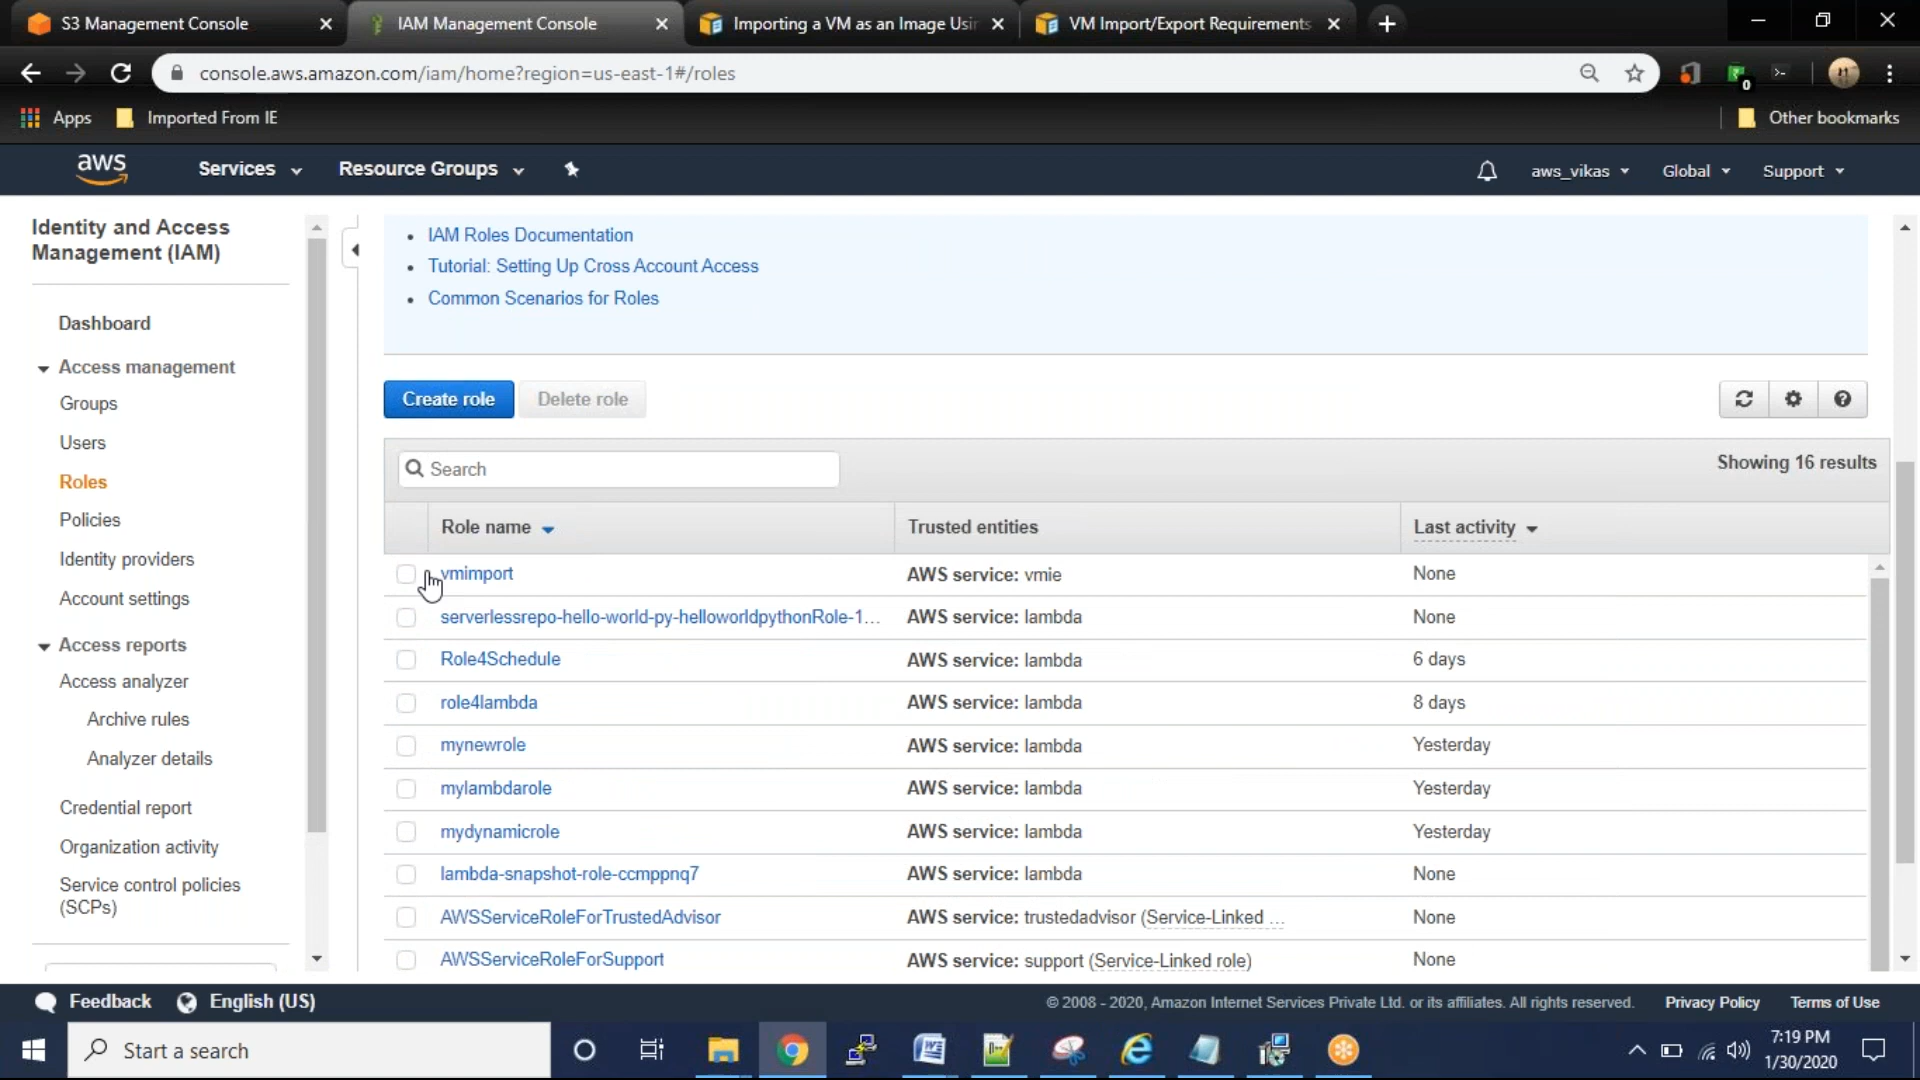 S3 Management Console
IAM Management Console
Importing a VM as an Image Usin
VM Import/Export Requirements
console.aws.amazon.com/iam/home?region=us-east-1#/roles
0
Apps
Imported From IE
Other bookmarks
aws
Services
Resource Groups
aws_vikas
Global
Support
Identity and Access
Management (IAM)
Dashboard
Access management
Groups
Users
Roles
Policies
Identity providers
Account settings
Access reports
Access analyzer
Archive rules
Analyzer details
Credential report
Organization activity
Service control policies
(SCPs)
IAM Roles Documentation
Tutorial: Setting Up Cross Account Access
Common Scenarios for Roles
Create role
Delete role
Search
Showing 16 results
Role name Trusted entities Last activity
vmimport AWS service: vmie None
serverlessrepo-hello-world-py-helloworldpythonRole-1... AWS service: lambda None
Role4Schedule AWS service: lambda 6 days
role4lambda AWS service: lambda 8 days
mynewrole AWS service: lambda Yesterday
mylambdarole AWS service: lambda Yesterday
mydynamicrole AWS service: lambda Yesterday
lambda-snapshot-role-ccmppnq7 AWS service: lambda None
AWSServiceRoleForTrustedAdvisor AWS service: trustedadvisor (Service-Linked ... None
AWSServiceRoleForSupport AWS service: support (Service-Linked role) None
Feedback
English (US)
© 2008 - 2020, Amazon Internet Services Private Ltd. or its affiliates. All rights reserved.
Privacy Policy
Terms of Use
Start a search
7:19 PM
1/30/2020